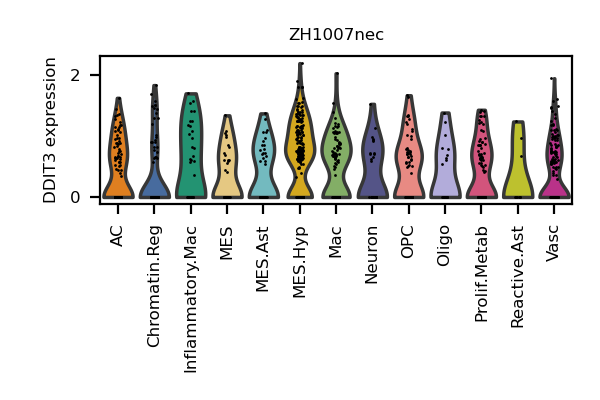 ZH1007nec
DDIT3 expression
2
0
AC
Chromatin.Reg
Inflammatory.Mac
MES
MES.Ast
MES.Hyp
Mac
Neuron
OPC
Oligo
Prolif.Metab
Reactive.Ast
Vasc